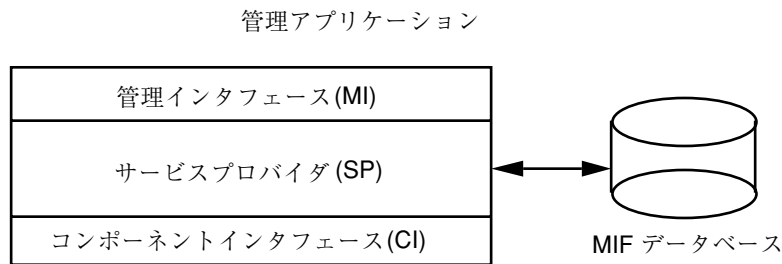 管理アプリケーション
管理インタフェース(MI)
サービスプロバイダ(SP)
コンポーネントインタフェース(CI)
MIF データベース